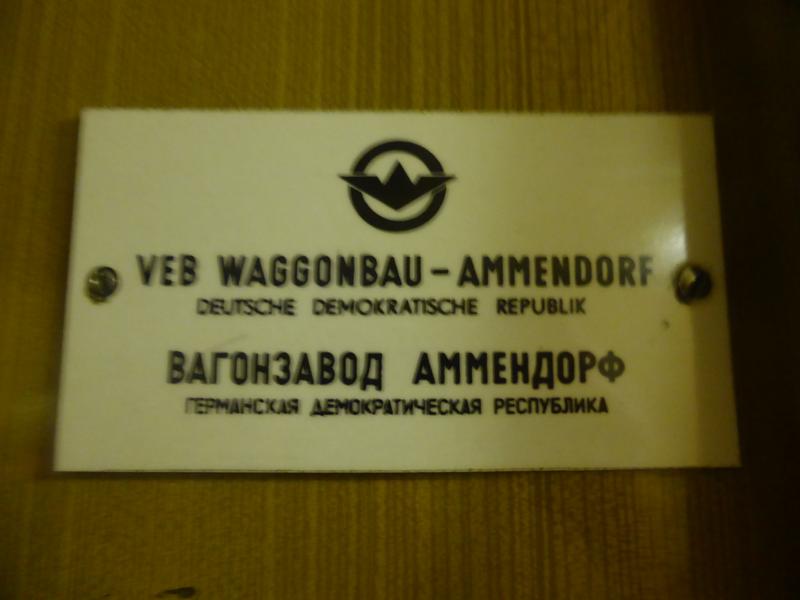 VEB WAGGONBAU – AMMENDORF
DEUTSCHE DEMOKRATISCHE REPUBLIK
ВАГОНЗАВОД АММЕНДОРФ
ГЕРМАНСКАЯ ДЕМОКРАТИЧЕСКАЯ РЕСПУБЛИКА